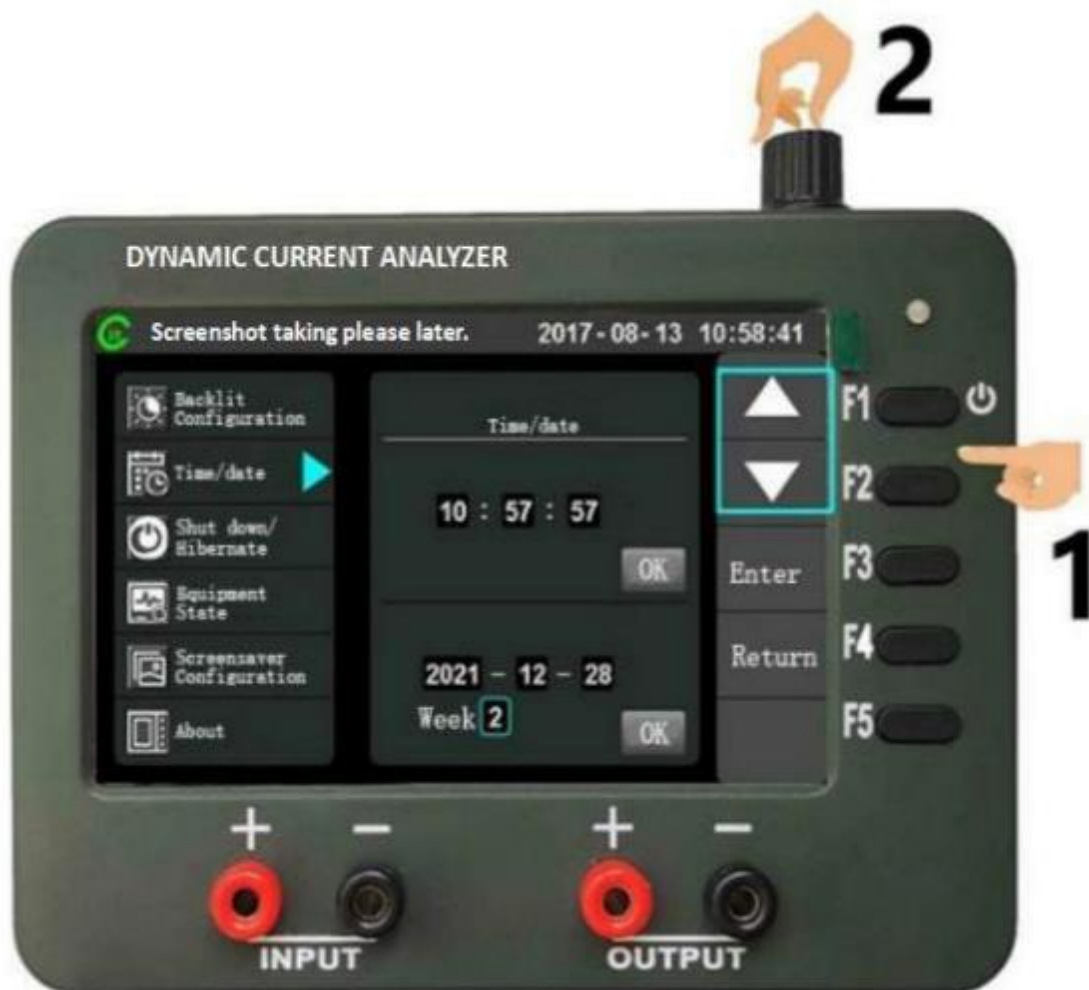 2
DYNAMIC CURRENT ANALYZER
Screenshot taking please later. 2017-08-13 10:58:41
Backlit
Configuration
Time/date
Shut down/
Hibernate
Equipment
State
Screensaver
Configuration
About
Time/date
10 : 57 : 57
OK
2021 - 12 - 28
Week 2
OK
Enter
Return
F1
F2
F3
F4
F5
1
+ - + -
INPUT OUTPUT